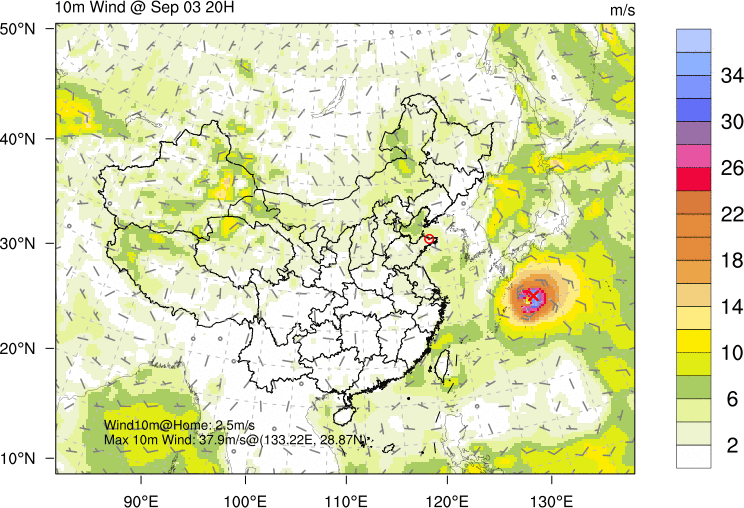 10m Wind @ Sep 03 20H
m/s
50°N
40°N
30°N
20°N
10°N
34
30
26
22
18
14
10
6
2
Wind10m@Home: 2.5m/s
Max 10m Wind: 37.9m/s@(133.22E, 28.87N)
90°E
100°E
110°E
120°E
130°E